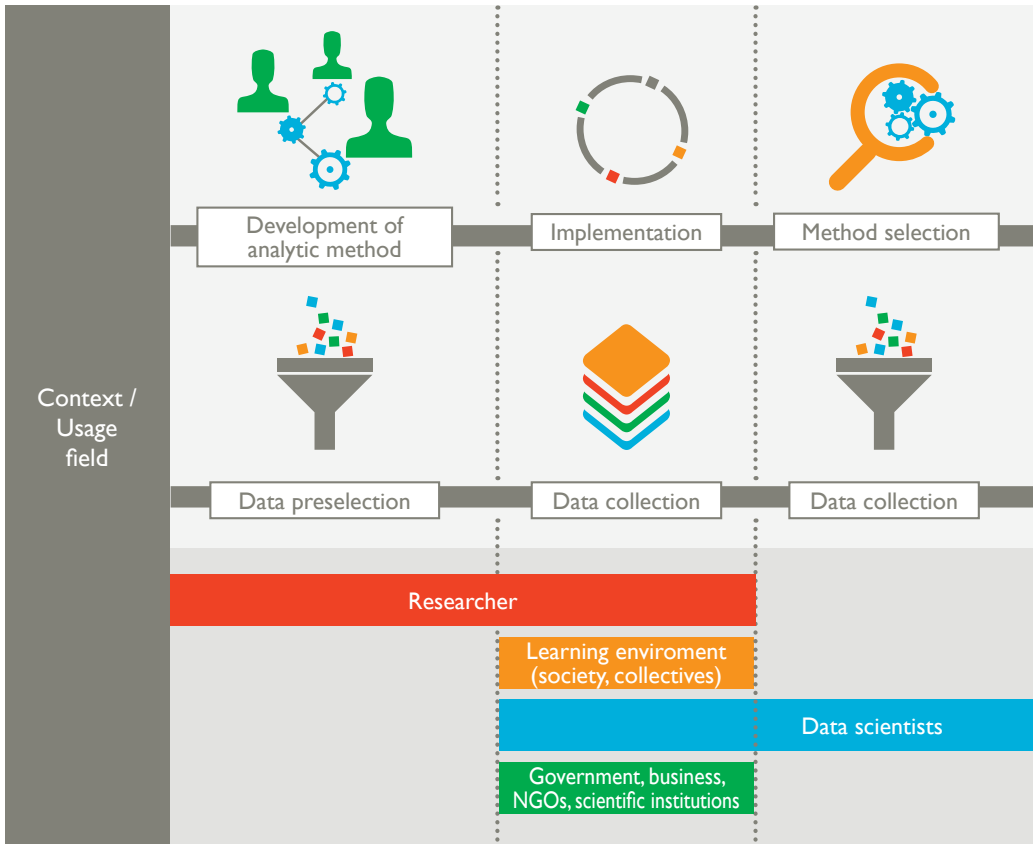 Development of
analytic method
Implementation
Method selection
Context /
Usage
field
Data preselection
Data collection
Data collection
Researcher
Learning enviroment
(society, collectives)
Data scientists
Government, business,
NGOs, scientific institutions